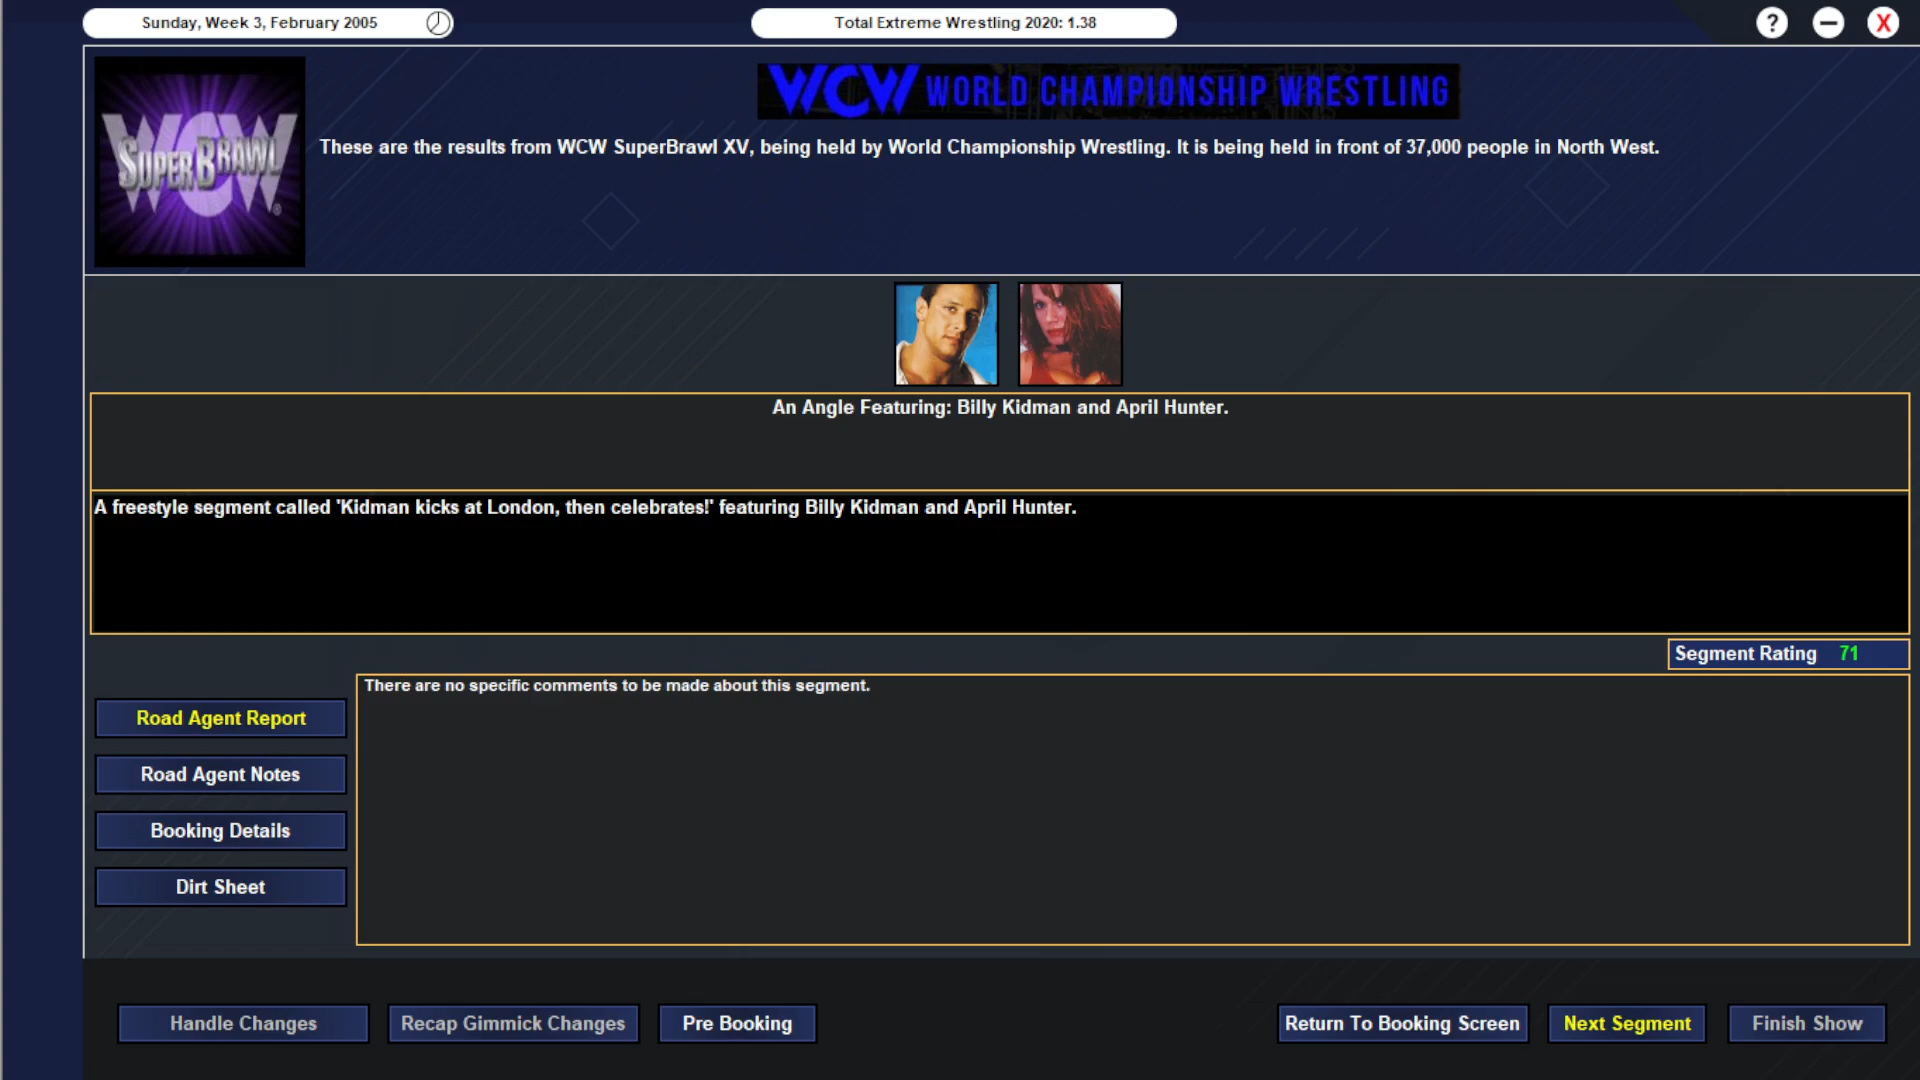 Sunday, Week 3, February 2005
Total Extreme Wrestling 2020: 1.38
?
X
WCW WORLD CHAMPIONSHIP WRESTLING
WCW
SUPERBRAWL
®
These are the results from WCW SuperBrawl XV, being held by World Championship Wrestling. It is being held in front of 37,000 people in North West.
An Angle Featuring: Billy Kidman and April Hunter.
A freestyle segment called 'Kidman kicks at London, then celebrates!' featuring Billy Kidman and April Hunter.
Segment Rating 71
There are no specific comments to be made about this segment.
Road Agent Report
Road Agent Notes
Booking Details
Dirt Sheet
Handle Changes
Recap Gimmick Changes
Pre Booking
Return To Booking Screen
Next Segment
Finish Show